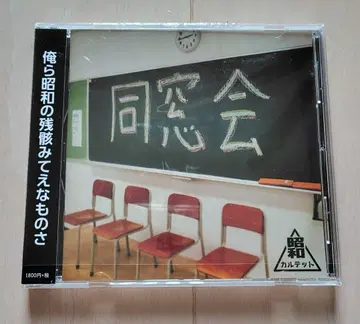 俺ら昭和の残骸みてえなものさ
1800円+税
同窓会
昭和
カルテット